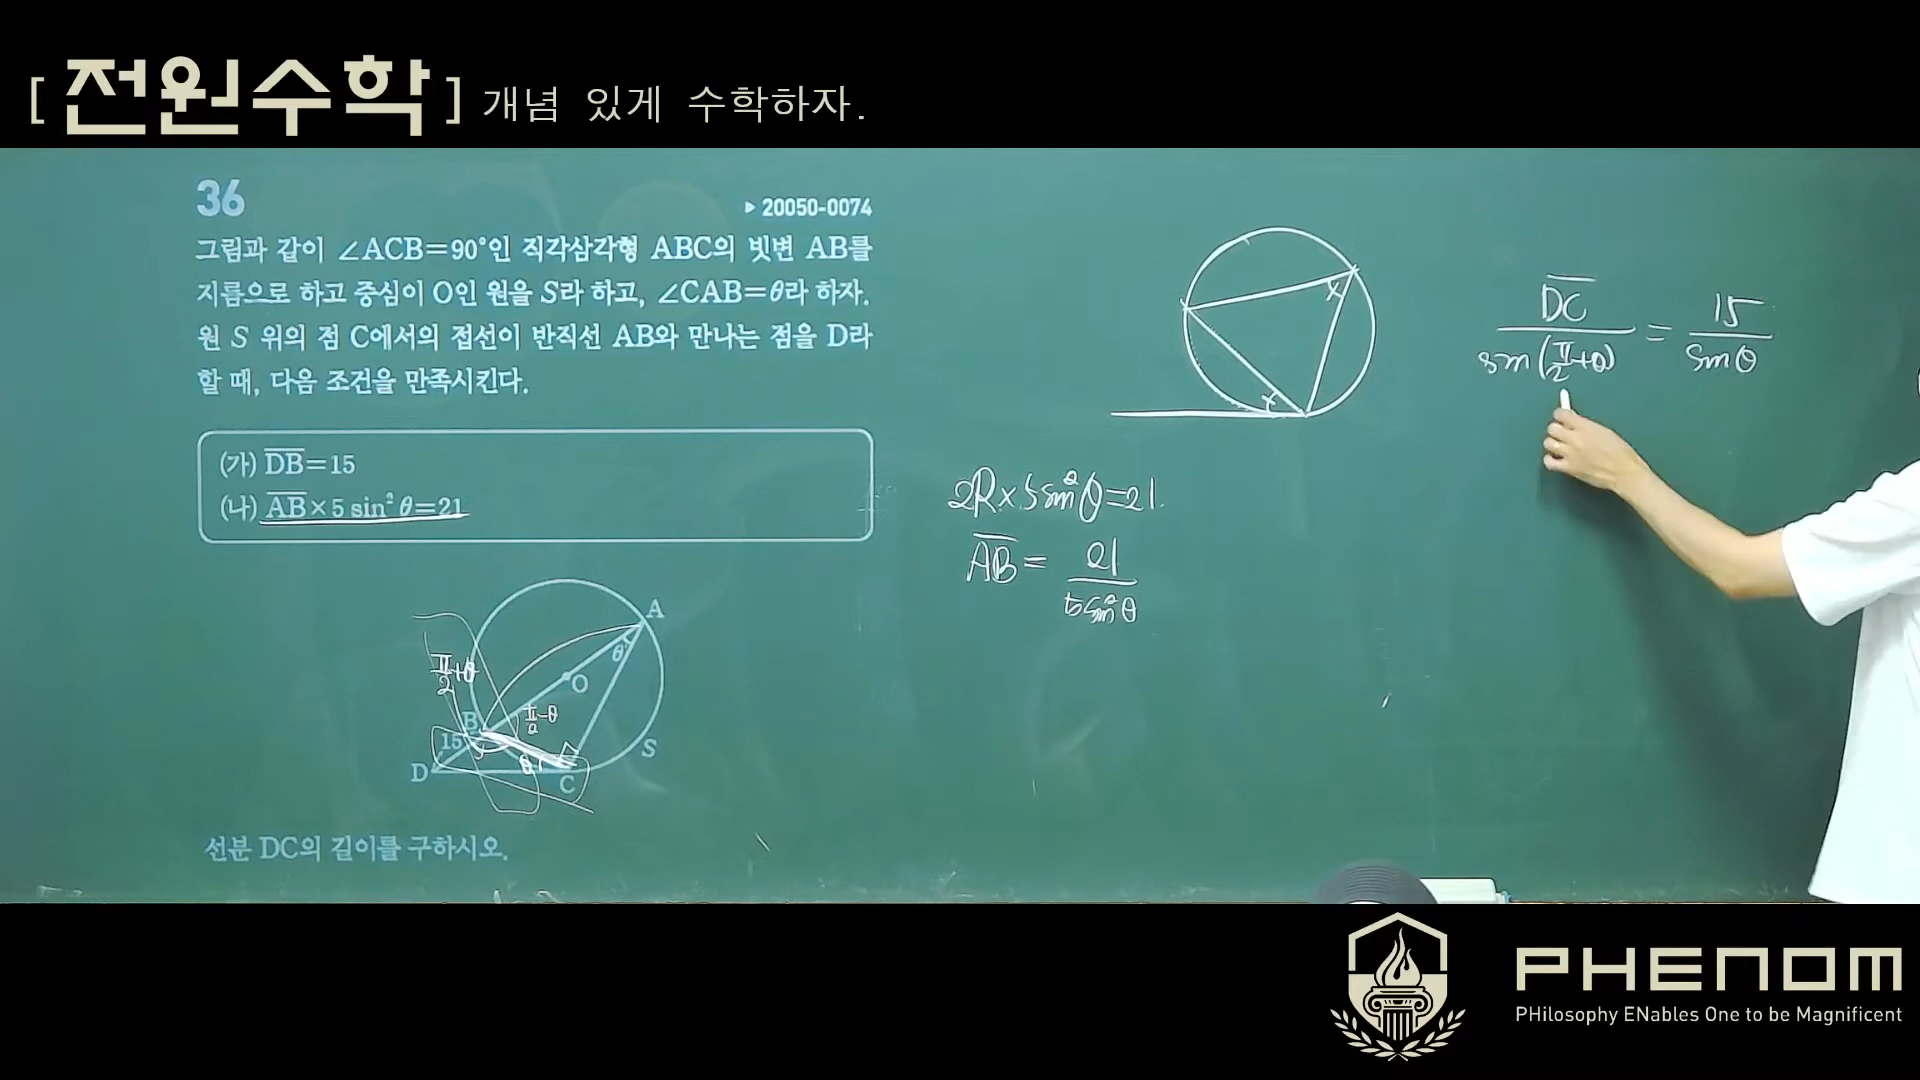 [전원수학] 개념 있게 수학하자.
36
▶ 20050-0074
그림과 같이 ∠ACB=90°인 직각삼각형 ABC의 빗변 AB를
지름으로 하고 중심이 O인 원을 S라 하고, ∠CAB=θ라 하자.
원 S 위의 점 C에서의 접선이 반직선 AB와 만나는 점을 D라
할 때, 다음 조건을 만족시킨다.
(가) D̅B̅=15
(나) A̅B̅×5 sin² θ=21
A
θ
O
π/2+θ
B
π/2-θ
15
S
D
θ
C
선분 DC의 길이를 구하시오.
2R×5sin²θ=21.
A̅B̅ = 21/5sin²θ
D̅C̅/sin(π/2+θ) = 15/sinθ
PHENOM
PHilosophy ENables One to be Magnificent